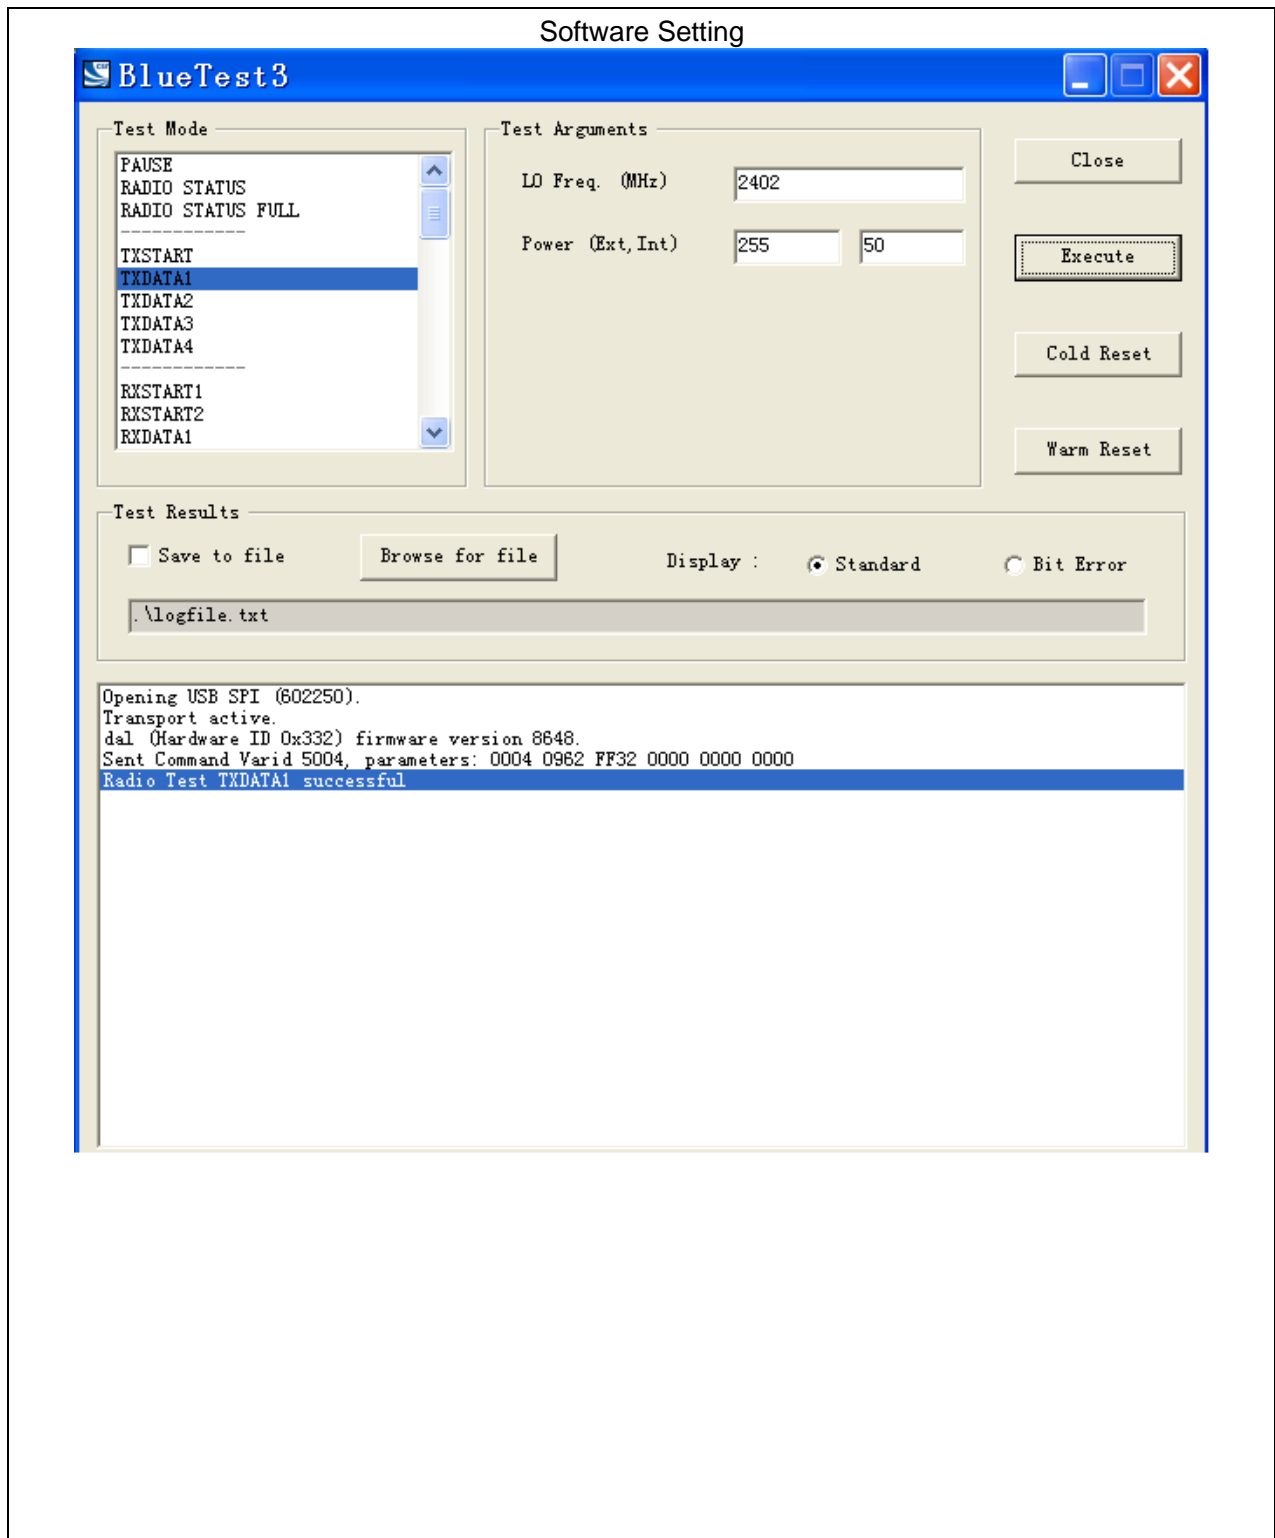 Software Setting
BlueTest3
Test Mode
PAUSE
RADIO STATUS
RADIO STATUS FULL
------------
TXSTART
TXDATA1
TXDATA2
TXDATA3
TXDATA4
------------
RXSTART1
RXSTART2
RXDATA1
Test Arguments
LO Freq. (MHz) 2402
Power (Ext,Int) 255 50
Close
Execute
Cold Reset
Warm Reset
Test Results
Save to file Browse for file Display : Standard Bit Error
.\logfile.txt
Opening USB SPI (602250).
Transport active.
dal (Hardware ID 0x332) firmware version 8648.
Sent Command Varid 5004, parameters: 0004 0962 FF32 0000 0000 0000
Radio Test TXDATA1 successful